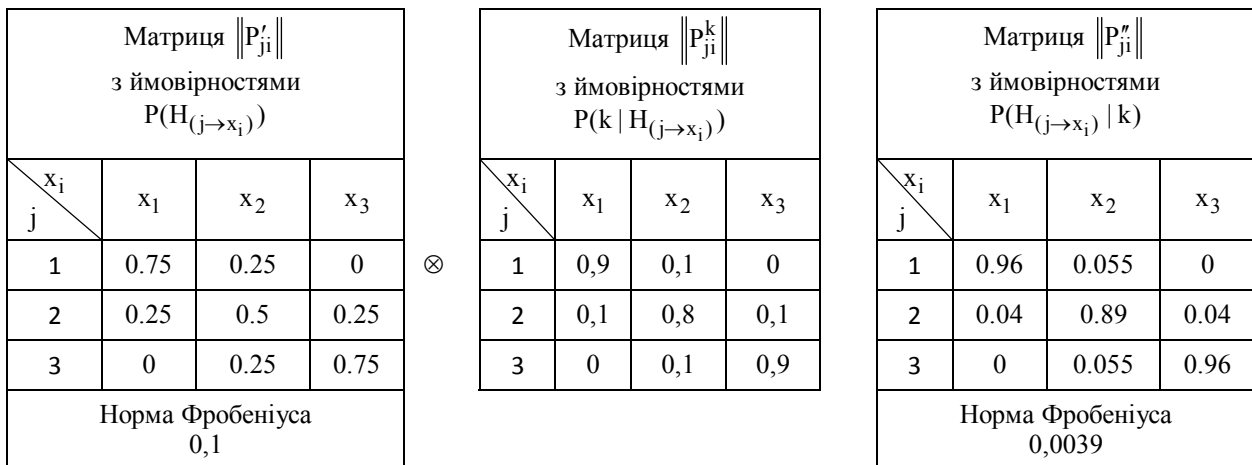 Матриця ‖P′ji‖
з ймовірностями
P(H(j→xi))
xi
j
x1 x2 x3
1 0.75 0.25 0
2 0.25 0.5 0.25
3 0 0.25 0.75
Норма Фробеніуса
0,1
⊗
Матриця ‖Pkji‖
з ймовірностями
P(k | H(j→xi))
xi
j
x1 x2 x3
1 0,9 0,1 0
2 0,1 0,8 0,1
3 0 0,1 0,9
Матриця ‖P″ji‖
з ймовірностями
P(H(j→xi) | k)
xi
j
x1 x2 x3
1 0.96 0.055 0
2 0.04 0.89 0.04
3 0 0.055 0.96
Норма Фробеніуса
0,0039